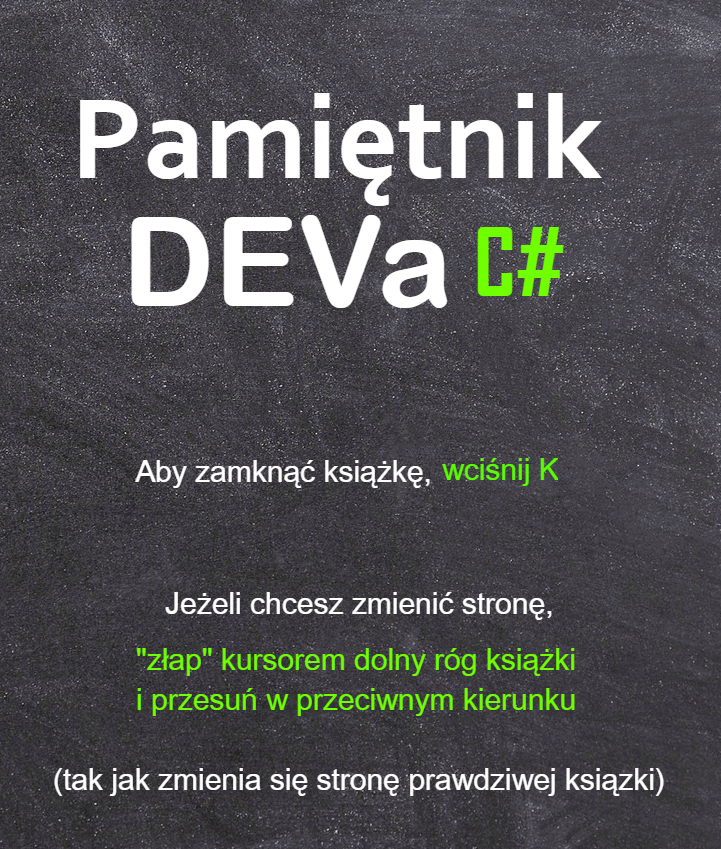 Pamiętnik
DEVa C#
Aby zamknąć książkę, wciśnij K
Jeżeli chcesz zmienić stronę,
"złap" kursorem dolny róg książki
i przesuń w przeciwnym kierunku
(tak jak zmienia się stronę prawdziwej ksiązki)